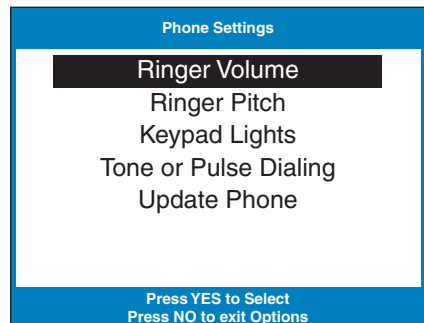 Phone Settings
Ringer Volume
Ringer Pitch
Keypad Lights
Tone or Pulse Dialing
Update Phone
Press YES to Select
Press NO to exit Options